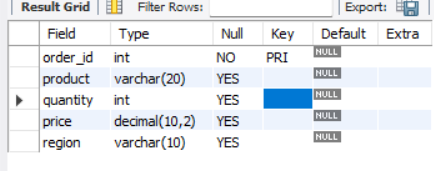 Result Grid Filter Rows: Export:
Field Type Null Key Default Extra
order_id int NO PRI NULL
product varchar(20) YES NULL
quantity int YES NULL
price decimal(10,2) YES NULL
region varchar(10) YES NULL